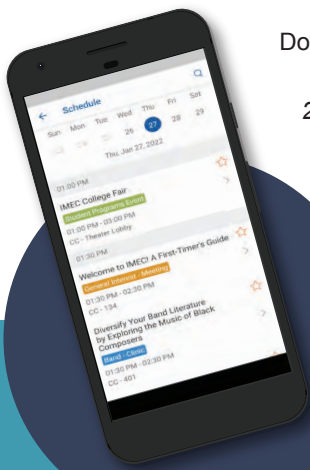 Do
2
Schedule
Sun Mon Tue Wed Thu Fri Sat
26 27 28 29
Thu, Jan 27, 2022
01:00 PM
IMEC College Fair
Student Programs Event
01:00 PM - 05:00 PM
CC - Theater Lobby
01:30 PM
Welcome to IMEC! A First-Timer's Guide
General Interest - Meeting
01:30 PM - 02:30 PM
CC - 134
Diversify Your Band Literature
by Exploring the Music of Black
Composers
Band - Clinic
01:30 PM - 02:30 PM
CC - 401